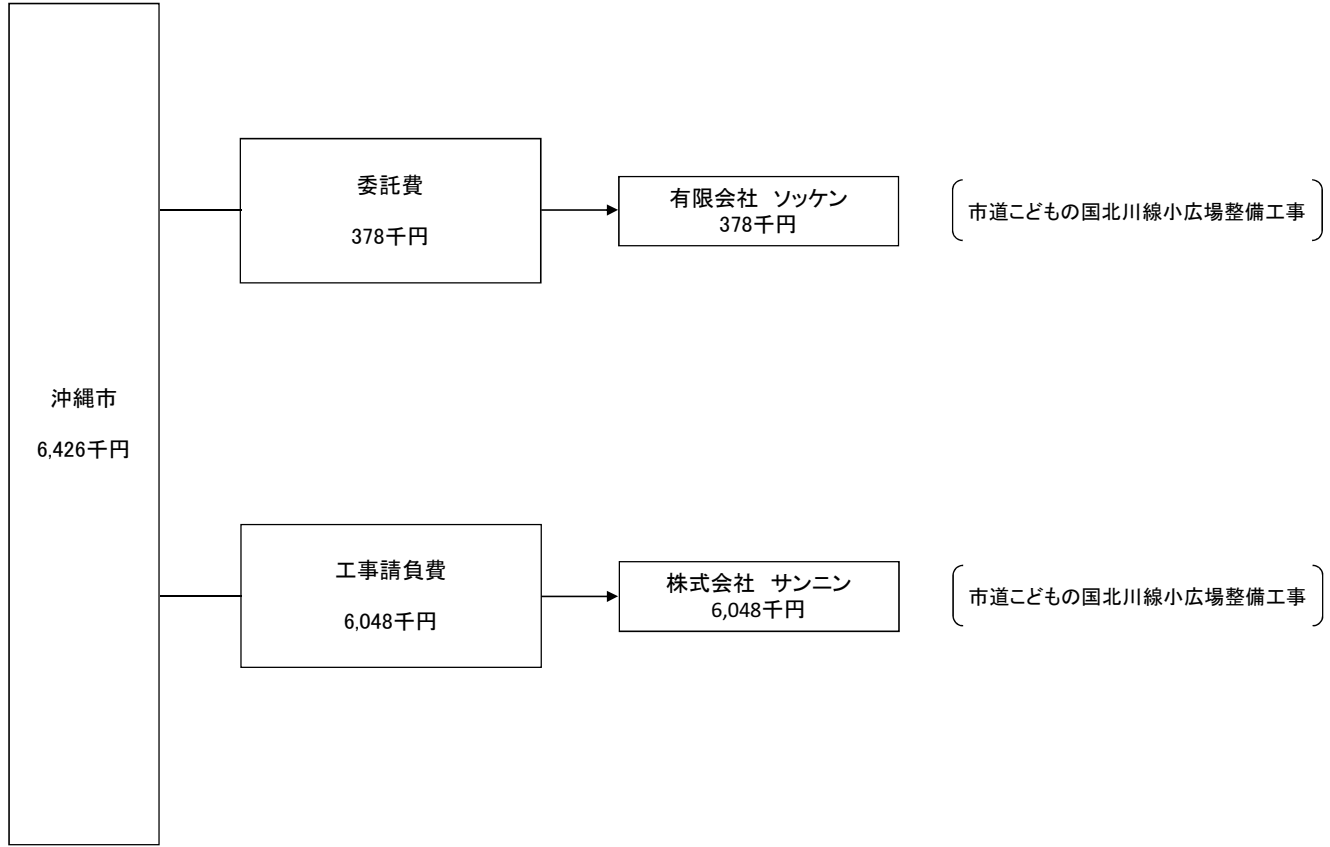 沖縄市
6,426千円
委託費
378千円
有限会社　ソッケン
378千円
市道こどもの国北川線小広場整備工事
工事請負費
6,048千円
株式会社　サンニン
6,048千円
市道こどもの国北川線小広場整備工事